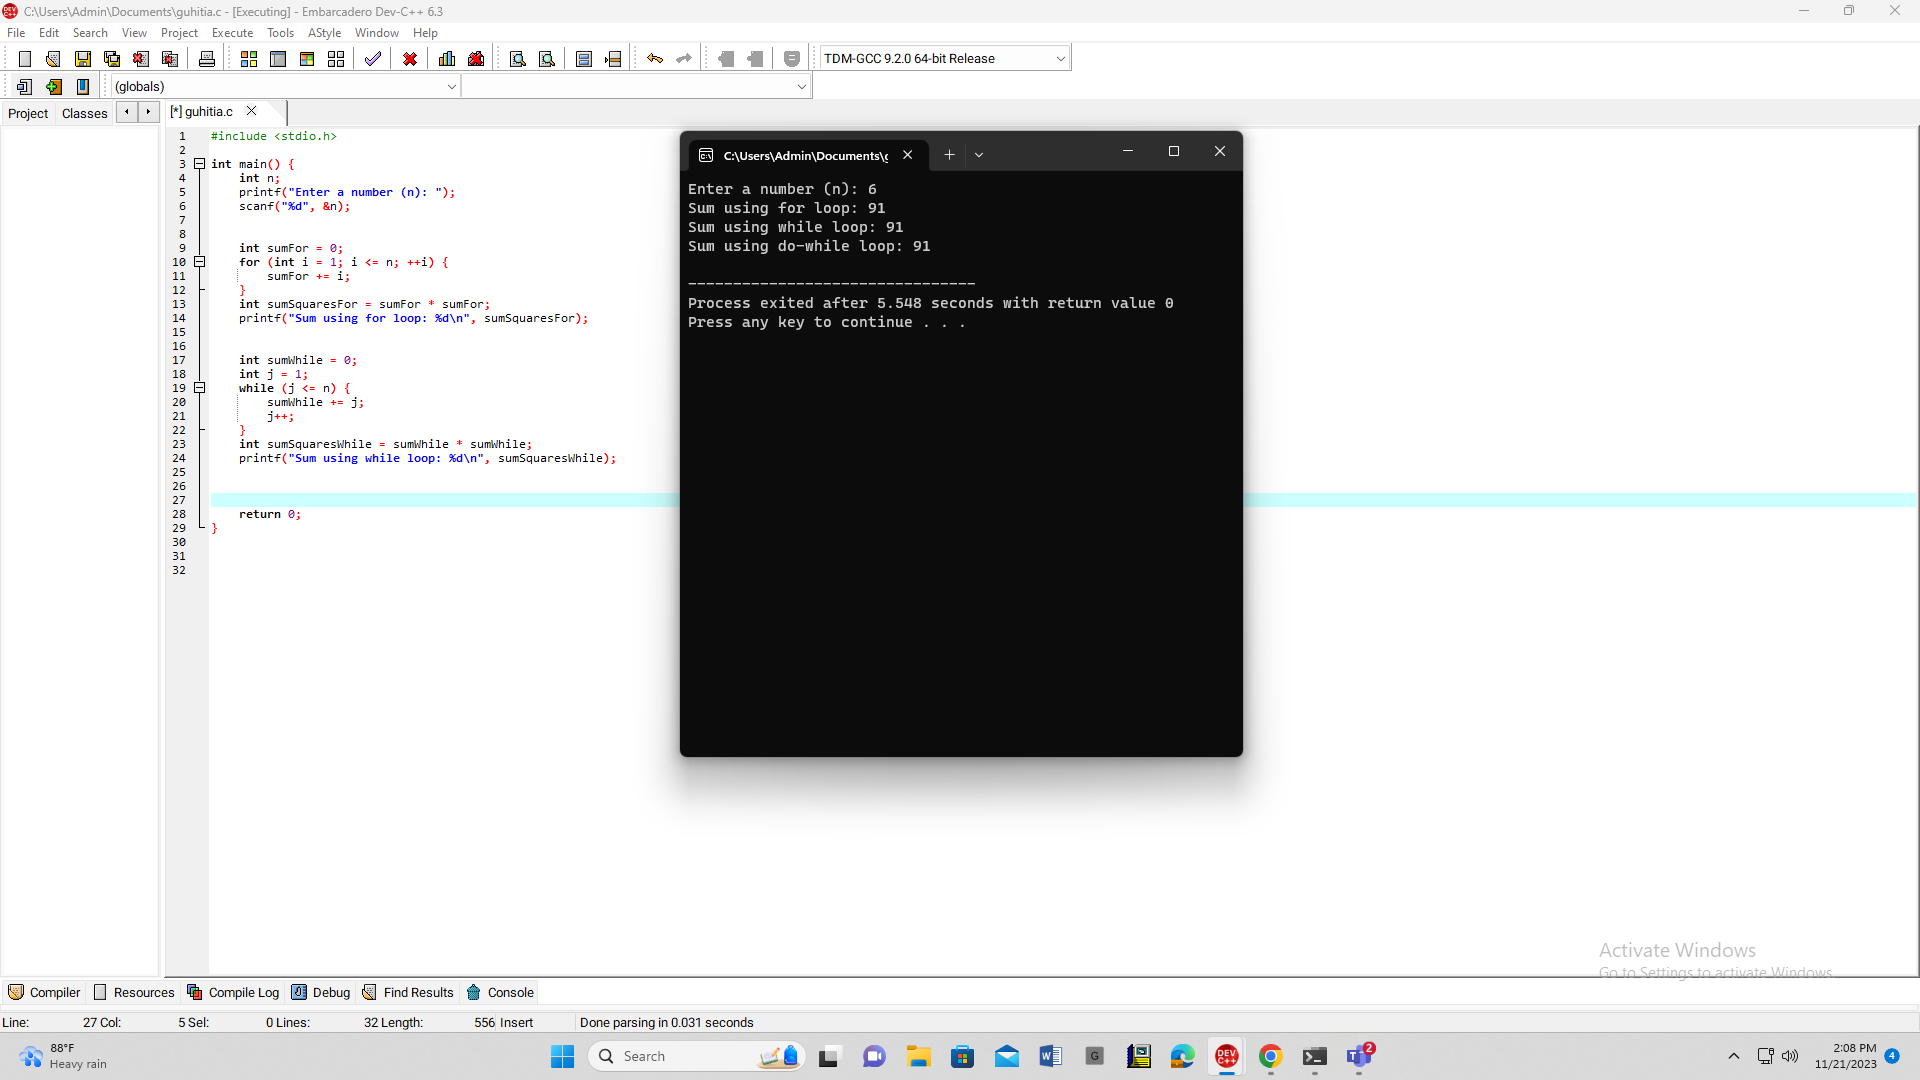 C:\Users\Admin\Documents\guhitia.c - [Executing] - Embarcadero Dev-C++ 6.3
File Edit Search View Project Execute Tools AStyle Window Help
TDM-GCC 9.2.0 64-bit Release
(globals)
Project Classes
[*] guhitia.c
1 #include <stdio.h>
2
3 int main() {
4 int n;
5 printf("Enter a number (n): ");
6 scanf("%d", &n);
7
8
9 int sumFor = 0;
10 for (int i = 1; i <= n; ++i) {
11 sumFor += i;
12 }
13 int sumSquaresFor = sumFor * sumFor;
14 printf("Sum using for loop: %d\n", sumSquaresFor);
15
16
17 int sumWhile = 0;
18 int j = 1;
19 while (j <= n) {
20 sumWhile += j;
21 j++;
22 }
23 int sumSquaresWhile = sumWhile * sumWhile;
24 printf("Sum using while loop: %d\n", sumSquaresWhile);
25
26
27
28 return 0;
29 }
30
31
32
C:\Users\Admin\Documents\
Enter a number (n): 6
Sum using for loop: 91
Sum using while loop: 91
Sum using do-while loop: 91
--------------------------------
Process exited after 5.548 seconds with return value 0
Press any key to continue . . .
Activate Windows
Go to Settings to activate Windows.
Compiler Resources Compile Log Debug Find Results Console
Line: 27 Col: 5 Sel: 0 Lines: 32 Length: 556 Insert Done parsing in 0.031 seconds
88°F
Heavy rain
Search
DEV C++
2
2:08 PM
11/21/2023
4